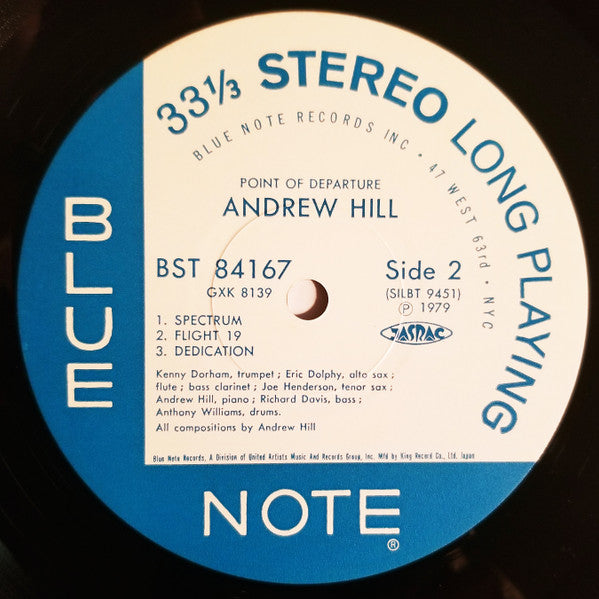 33⅓ STEREO LONG PLAYING
BLUE NOTE RECORDS INC • 47 WEST 63rd • NYC
POINT OF DEPARTURE
ANDREW HILL
BST 84167
GXK 8139
Side 2
(SILBT 9451)
Ⓟ 1979
JASRAC
1. SPECTRUM
2. FLIGHT 19
3. DEDICATION
Kenny Dorham, trumpet ; Eric Dolphy, alto sax ;
flute ; bass clarinet ; Joe Henderson, tenor sax ;
Andrew Hill, piano ; Richard Davis, bass ;
Anthony Williams, drums.
All compositions by Andrew Hill
Blue Note Records, A Division of United Artists Music And Records Group, Inc. Mfd by King Record Co., Ltd. Japan
BLUE
NOTE
®